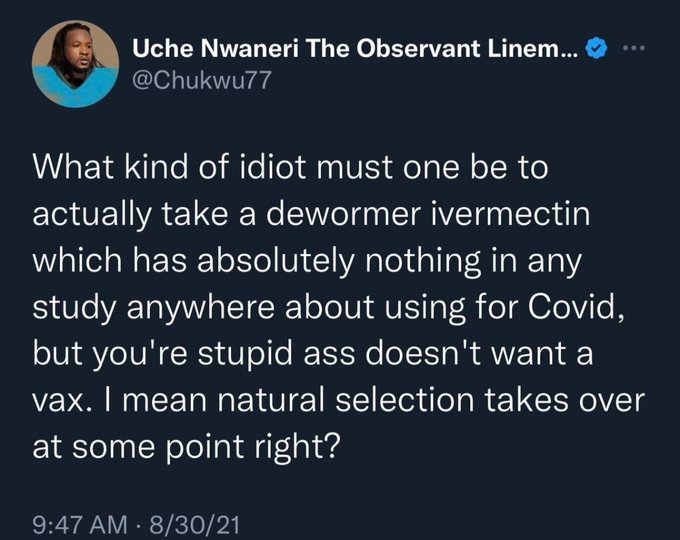 Uche Nwaneri The Observant Linem...
@Chukwu77
What kind of idiot must one be to
actually take a dewormer ivermectin
which has absolutely nothing in any
study anywhere about using for Covid,
but you're stupid ass doesn't want a
vax. I mean natural selection takes over
at some point right?
9:47 AM · 8/30/21